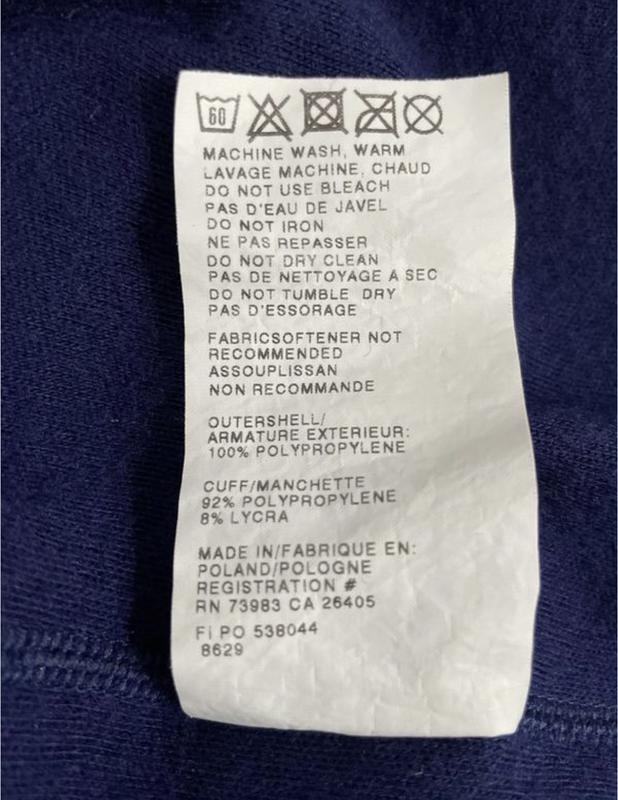 60
MACHINE WASH, WARM
LAVAGE MACHINE, CHAUD
DO NOT USE BLEACH
PAS D'EAU DE JAVEL
DO NOT IRON
NE PAS REPASSER
DO NOT DRY CLEAN
PAS DE NETTOYAGE A SEC
DO NOT TUMBLE DRY
PAS D'ESSORAGE
FABRICSOFTENER NOT
RECOMMENDED
ASSOUPLISSAN
NON RECOMMANDE
OUTERSHELL/
ARMATURE EXTERIEUR:
100% POLYPROPYLENE
CUFF/MANCHETTE
92% POLYPROPYLENE
8% LYCRA
MADE IN/FABRIQUE EN:
POLAND/POLOGNE
REGISTRATION #
RN 73983 CA 26405
Fi PO 538044
8629